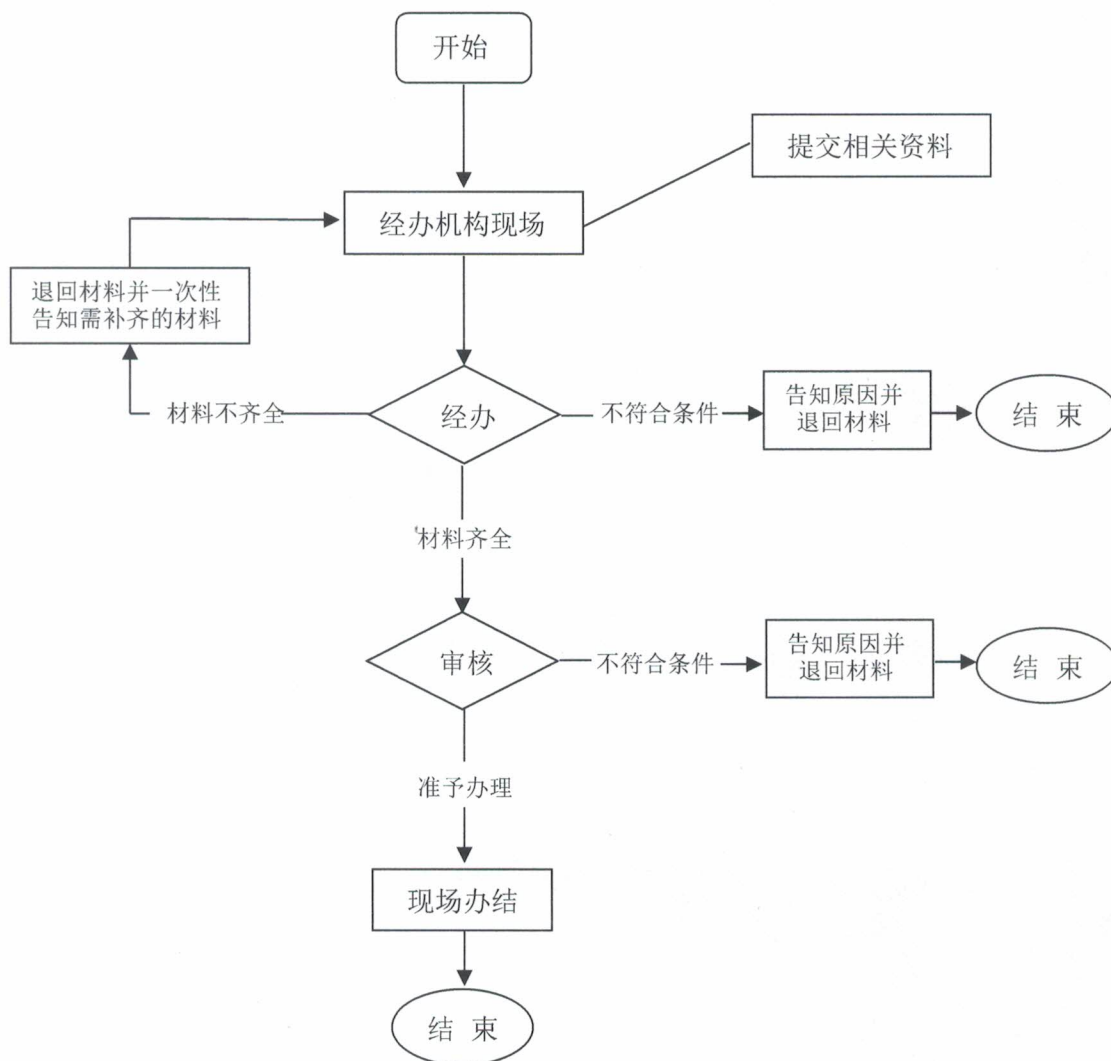 开始
提交相关资料
经办机构现场
退回材料并一次性
告知需补齐的材料
材料不齐全
经办
不符合条件
告知原因并
退回材料
结 束
材料齐全
审核
不符合条件
告知原因并
退回材料
结 束
准予办理
现场办结
结 束